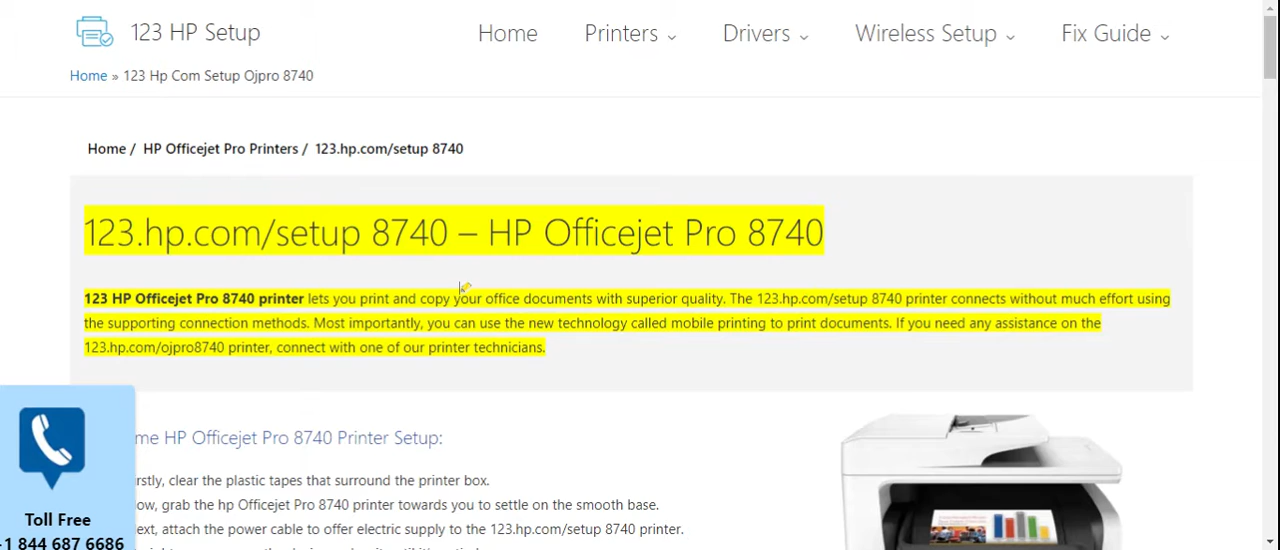 123 HP Setup
Home Printers Drivers Wireless Setup Fix Guide
Home » 123 Hp Com Setup Ojpro 8740
Home / HP Officejet Pro Printers / 123.hp.com/setup 8740
123.hp.com/setup 8740 – HP Officejet Pro 8740
123 HP Officejet Pro 8740 printer lets you print and copy your office documents with superior quality. The 123.hp.com/setup 8740 printer connects without much effort using
the supporting connection methods. Most importantly, you can use the new technology called mobile printing to print documents. If you need any assistance on the
123.hp.com/ojpro8740 printer, connect with one of our printer technicians.
me HP Officejet Pro 8740 Printer Setup:
rstly, clear the plastic tapes that surround the printer box.
ow, grab the hp Officejet Pro 8740 printer towards you to settle on the smooth base.
ext, attach the power cable to offer electric supply to the 123.hp.com/setup 8740 printer.
Toll Free
+1 844 687 6686